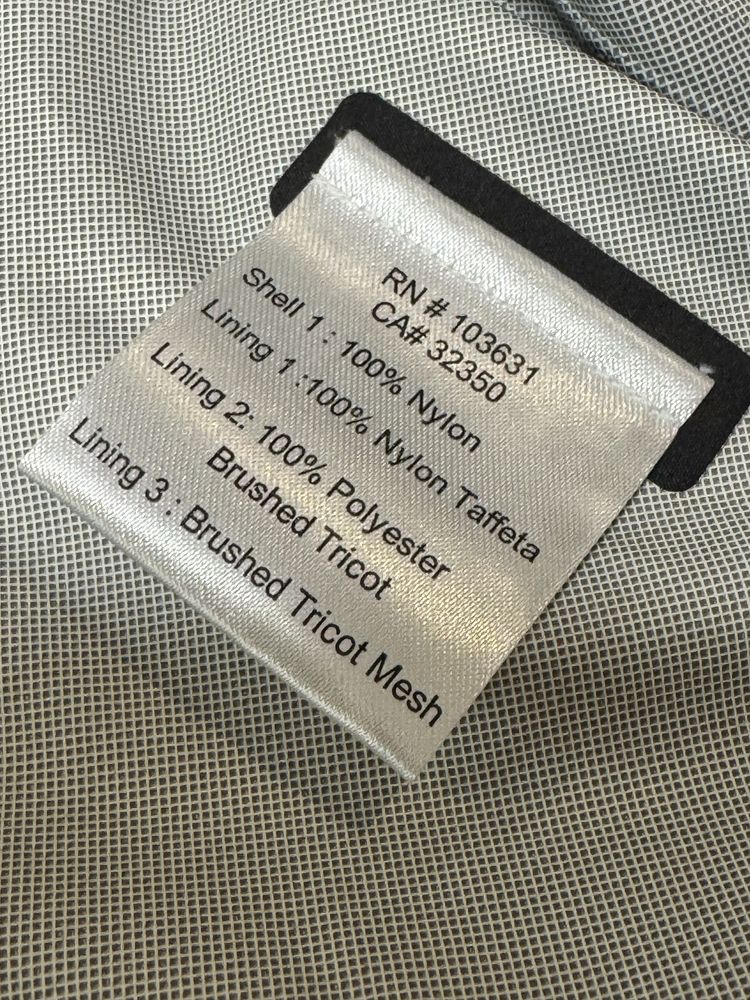 RN # 103631
CA# 32350
Shell 1 : 100% Nylon
Lining 1 :100% Nylon Taffeta
Lining 2: 100% Polyester
Brushed Tricot
Lining 3 : Brushed Tricot Mesh